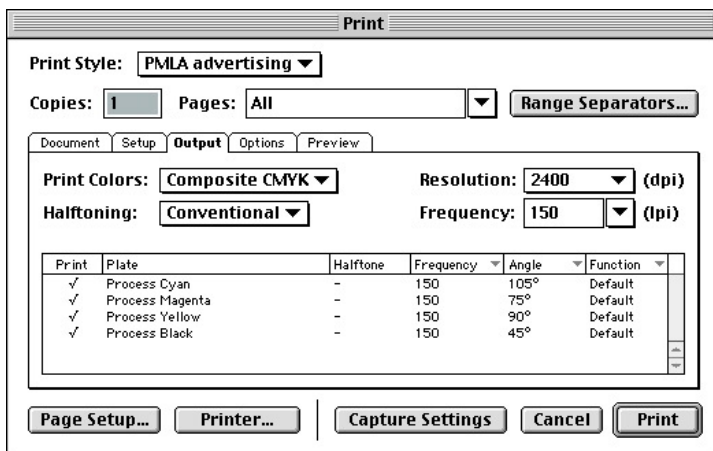 Print
Print Style: PMLA advertising
Copies: 1 Pages: All Range Separators...
Document Setup Output Options Preview
Print Colors: Composite CMYK Resolution: 2400 (dpi)
Halftoning: Conventional Frequency: 150 (lpi)
Print Plate Halftone Frequency Angle Function
√ Process Cyan – 150 105° Default
√ Process Magenta – 150 75° Default
√ Process Yellow – 150 90° Default
√ Process Black – 150 45° Default
Page Setup... Printer... Capture Settings Cancel Print